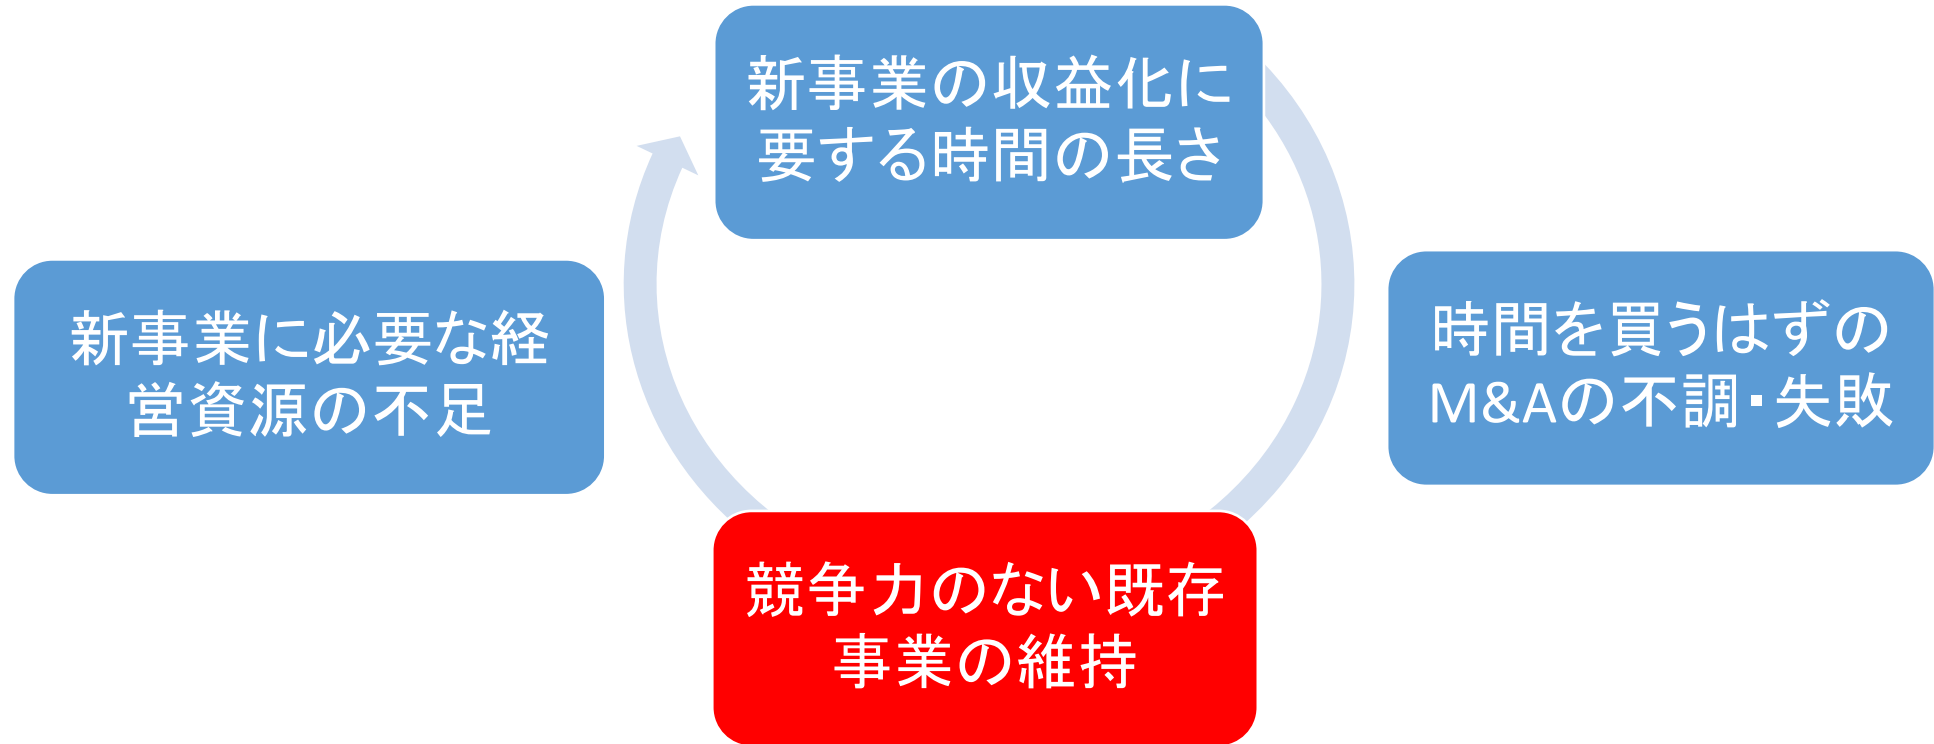 新事業の収益化に
要する時間の長さ
時間を買うはずの
M&Aの不調・失敗
競争力のない既存
事業の維持
新事業に必要な経
営資源の不足